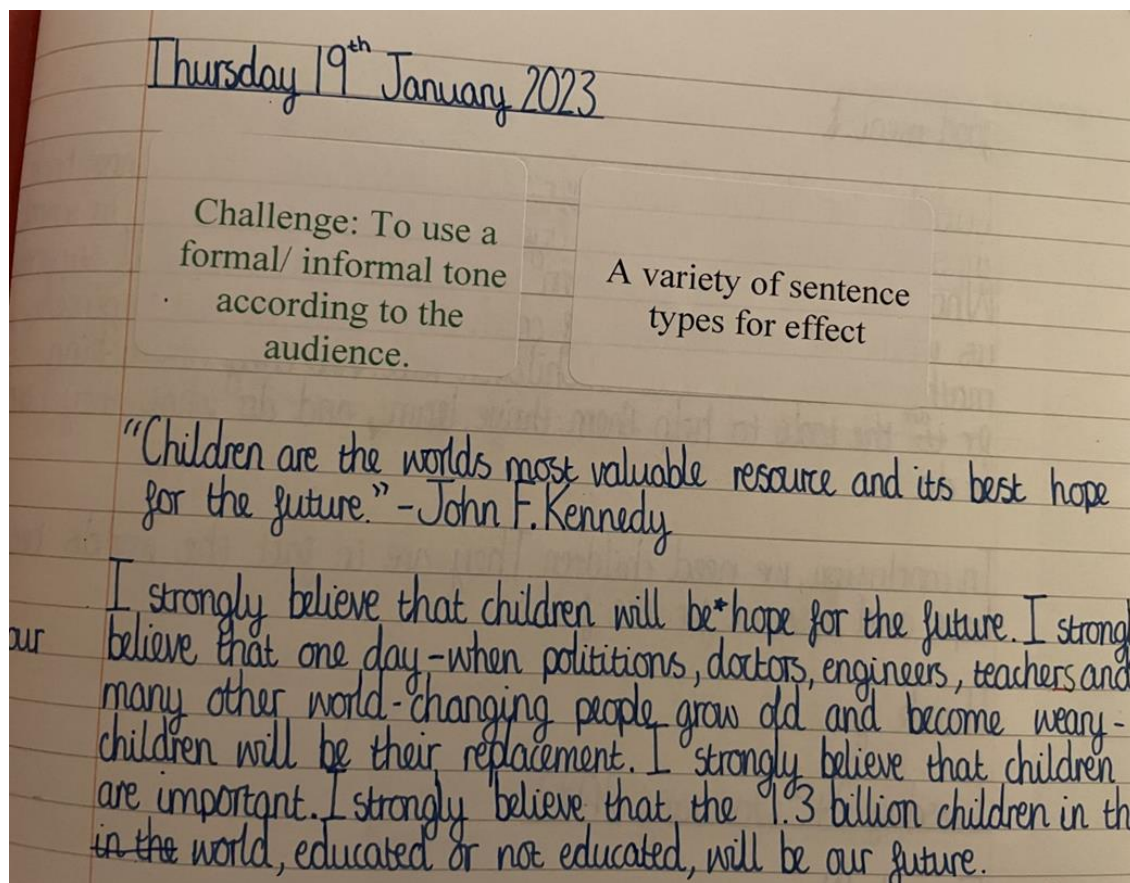 Thursday 19th January 2023
Challenge: To use a
formal/ informal tone
according to the
audience.
A variety of sentence
types for effect
"Children are the worlds most valuable resource and its best hope
for the future." - John F. Kennedy
I strongly believe that children will be* hope for the future. I strongl
our believe that one day - when polititions, doctors, engineers, teachers and
many other world-changing people grow old and become weary -
children will be their replacement. I strongly believe that children
are important. I strongly believe that the 1.3 billion children in th
in the world, educated or not educated, will be our future.